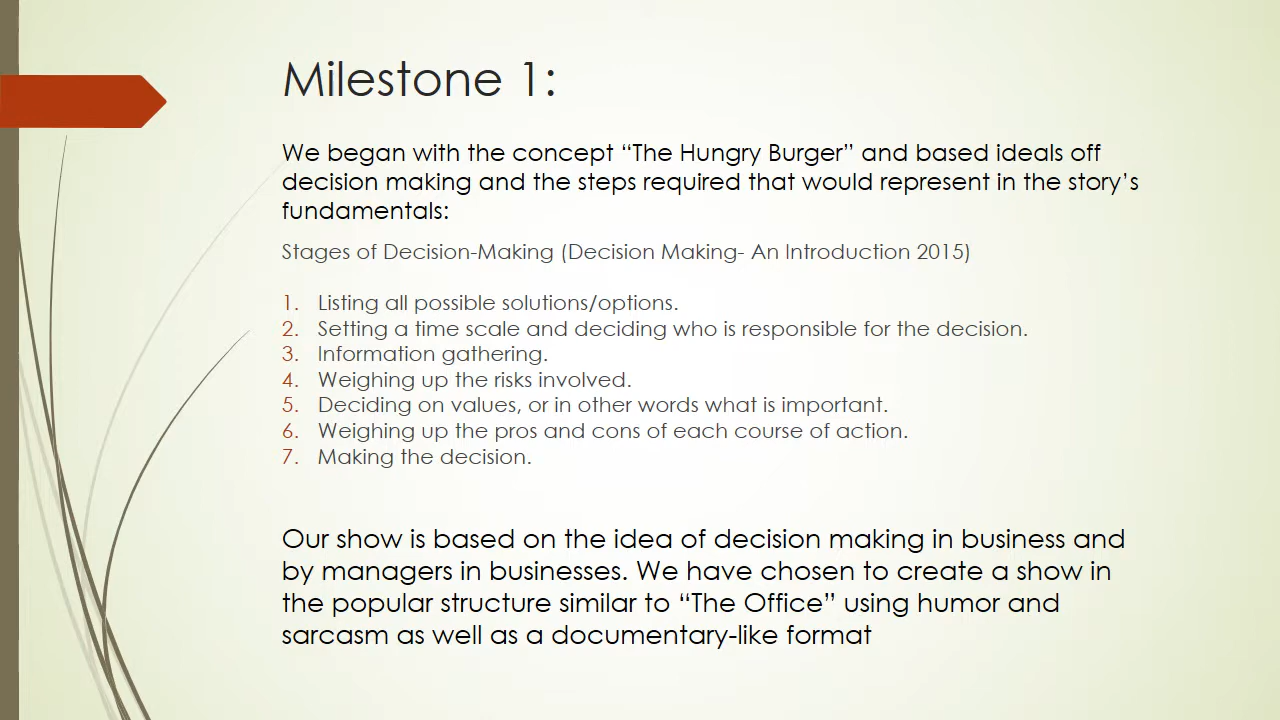 Milestone 1:
We began with the concept “The Hungry Burger” and based ideals off
decision making and the steps required that would represent in the story’s
fundamentals:
Stages of Decision-Making (Decision Making- An Introduction 2015)
1. Listing all possible solutions/options.
2. Setting a time scale and deciding who is responsible for the decision.
3. Information gathering.
4. Weighing up the risks involved.
5. Deciding on values, or in other words what is important.
6. Weighing up the pros and cons of each course of action.
7. Making the decision.
Our show is based on the idea of decision making in business and
by managers in businesses. We have chosen to create a show in
the popular structure similar to “The Office” using humor and
sarcasm as well as a documentary-like format